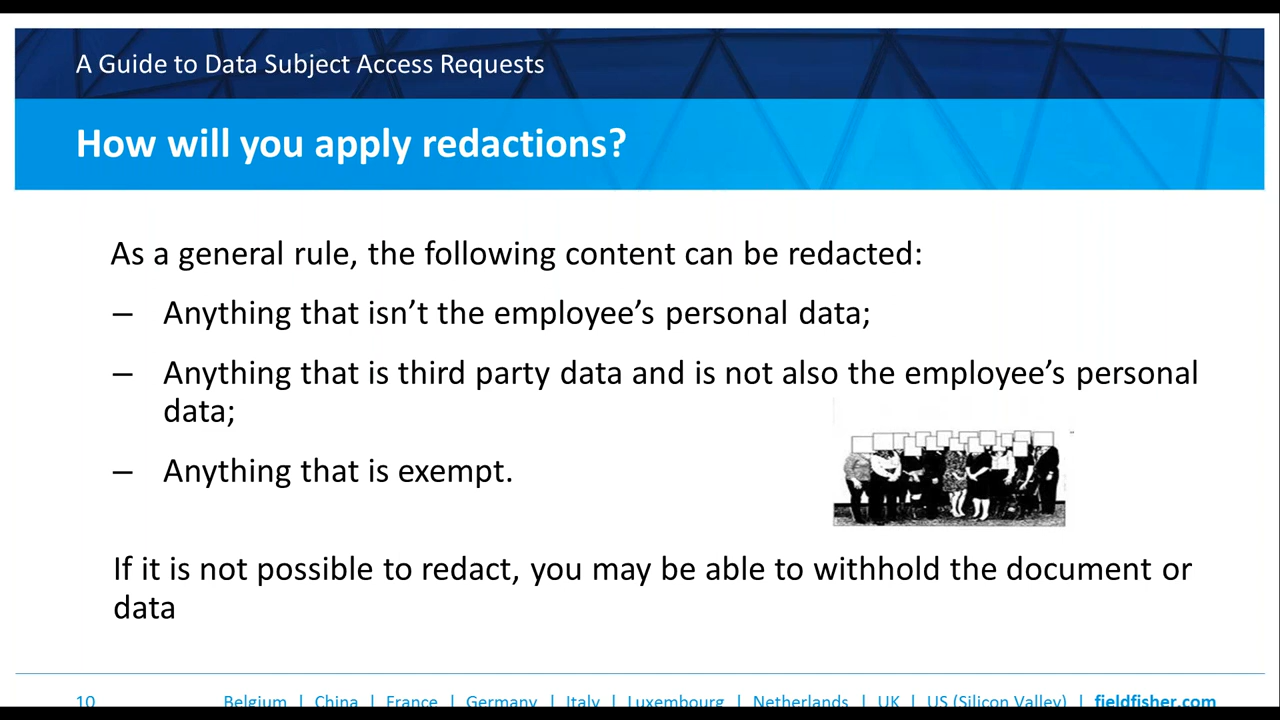 A Guide to Data Subject Access Requests
How will you apply redactions?
As a general rule, the following content can be redacted:
– Anything that isn’t the employee’s personal data;
– Anything that is third party data and is not also the employee’s personal
data;
– Anything that is exempt.
If it is not possible to redact, you may be able to withhold the document or
data
10 Belgium | China | France | Germany | Italy | Luxembourg | Netherlands | UK | US (Silicon Valley) | fieldfisher.com